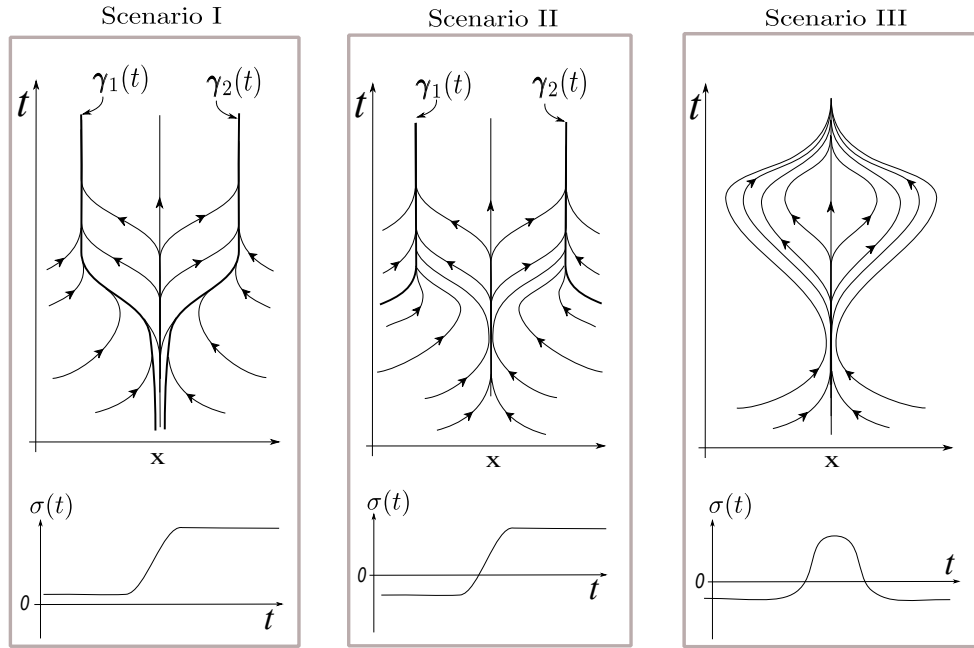 Scenario I
γ₁(t)
γ₂(t)
t
x
σ(t)
0
t
Scenario II
γ₁(t)
γ₂(t)
t
x
σ(t)
0
t
Scenario III
t
x
σ(t)
0
t